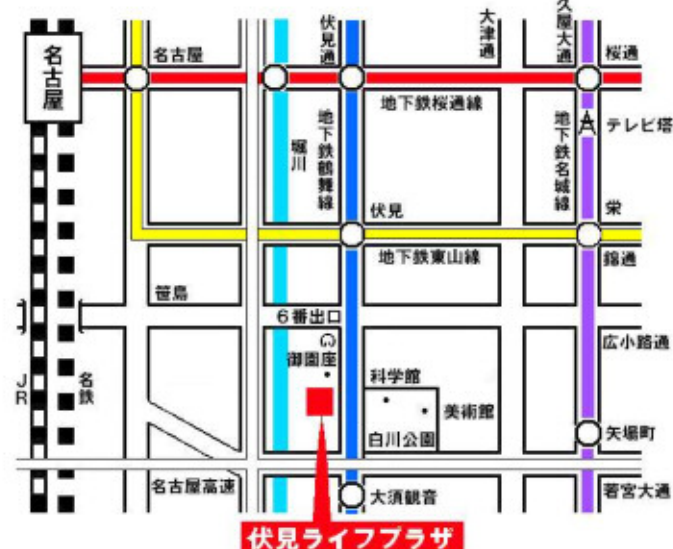 名古屋
名古屋
伏見通
大津通
久屋大通
桜通
地下鉄桜通線
堀川
地下鉄鶴舞線
地下鉄名城線
テレビ塔
伏見
栄
地下鉄東山線
錦通
笹島
6番出口
広小路通
御園座
JR
名鉄
科学館
美術館
白川公園
矢場町
名古屋高速
大須観音
若宮大通
伏見ライフプラザ